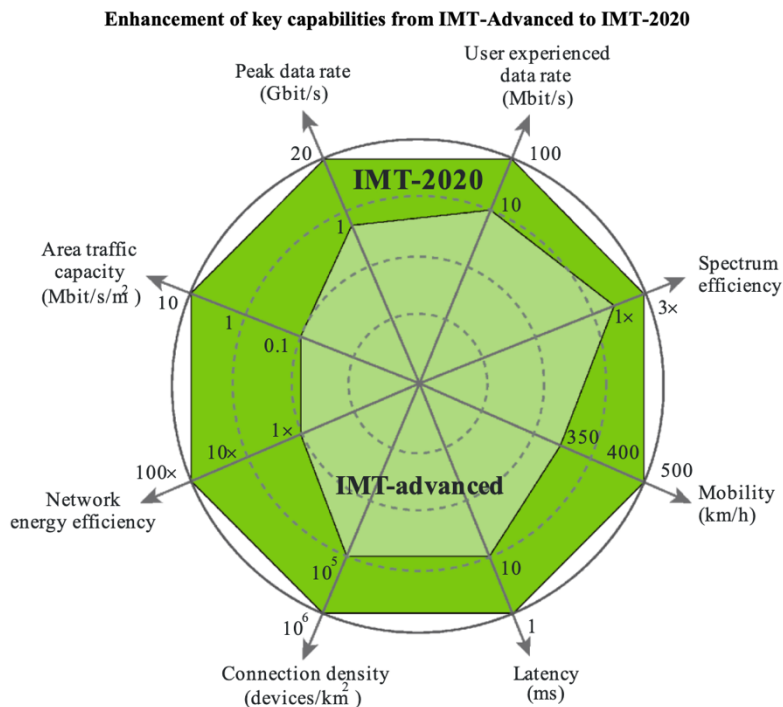 Enhancement of key capabilities from IMT-Advanced to IMT-2020
Peak data rate
(Gbit/s)
User experienced
data rate
(Mbit/s)
20
100
IMT-2020
1
10
Area traffic
capacity
(Mbit/s/m²)
Spectrum
efficiency
10
1
0.1
1×
3×
1×
10×
100×
350
400
500
Network
energy efficiency
Mobility
(km/h)
IMT-advanced
10⁵
10
10⁶
1
Connection density
(devices/km²)
Latency
(ms)